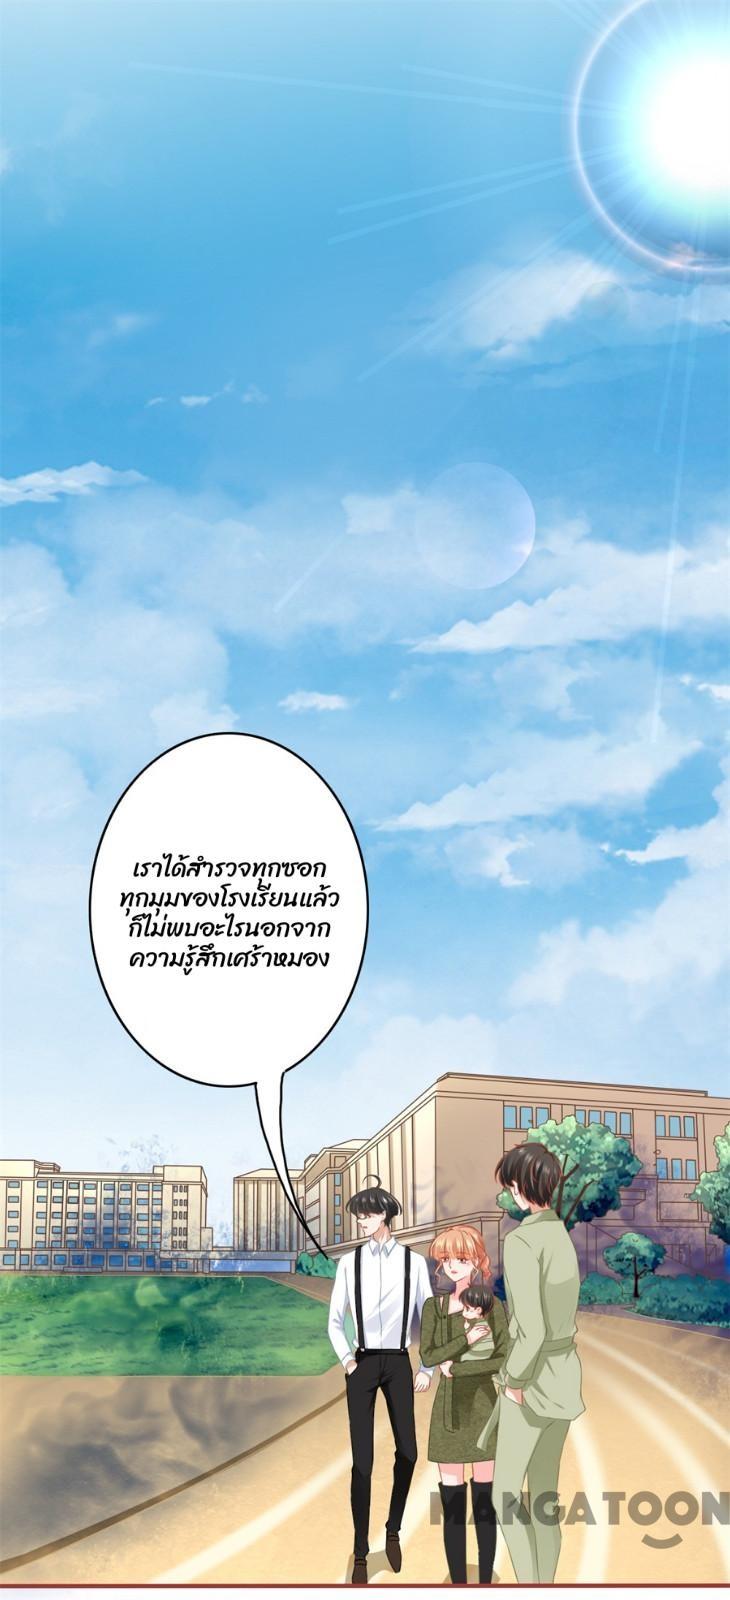 เราได้สำรวจทุกซอก
ทุกมุมของโรงเรียนแล้ว
ก็ไม่พบอะไรนอกจาก
ความรู้สึกเศร้าหมอง
MANGATOON